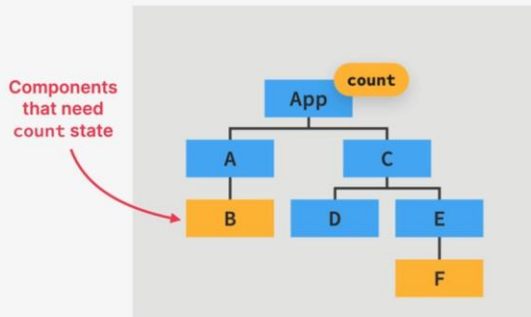 Components
that need
count state
count
App
A
C
B
D
E
F